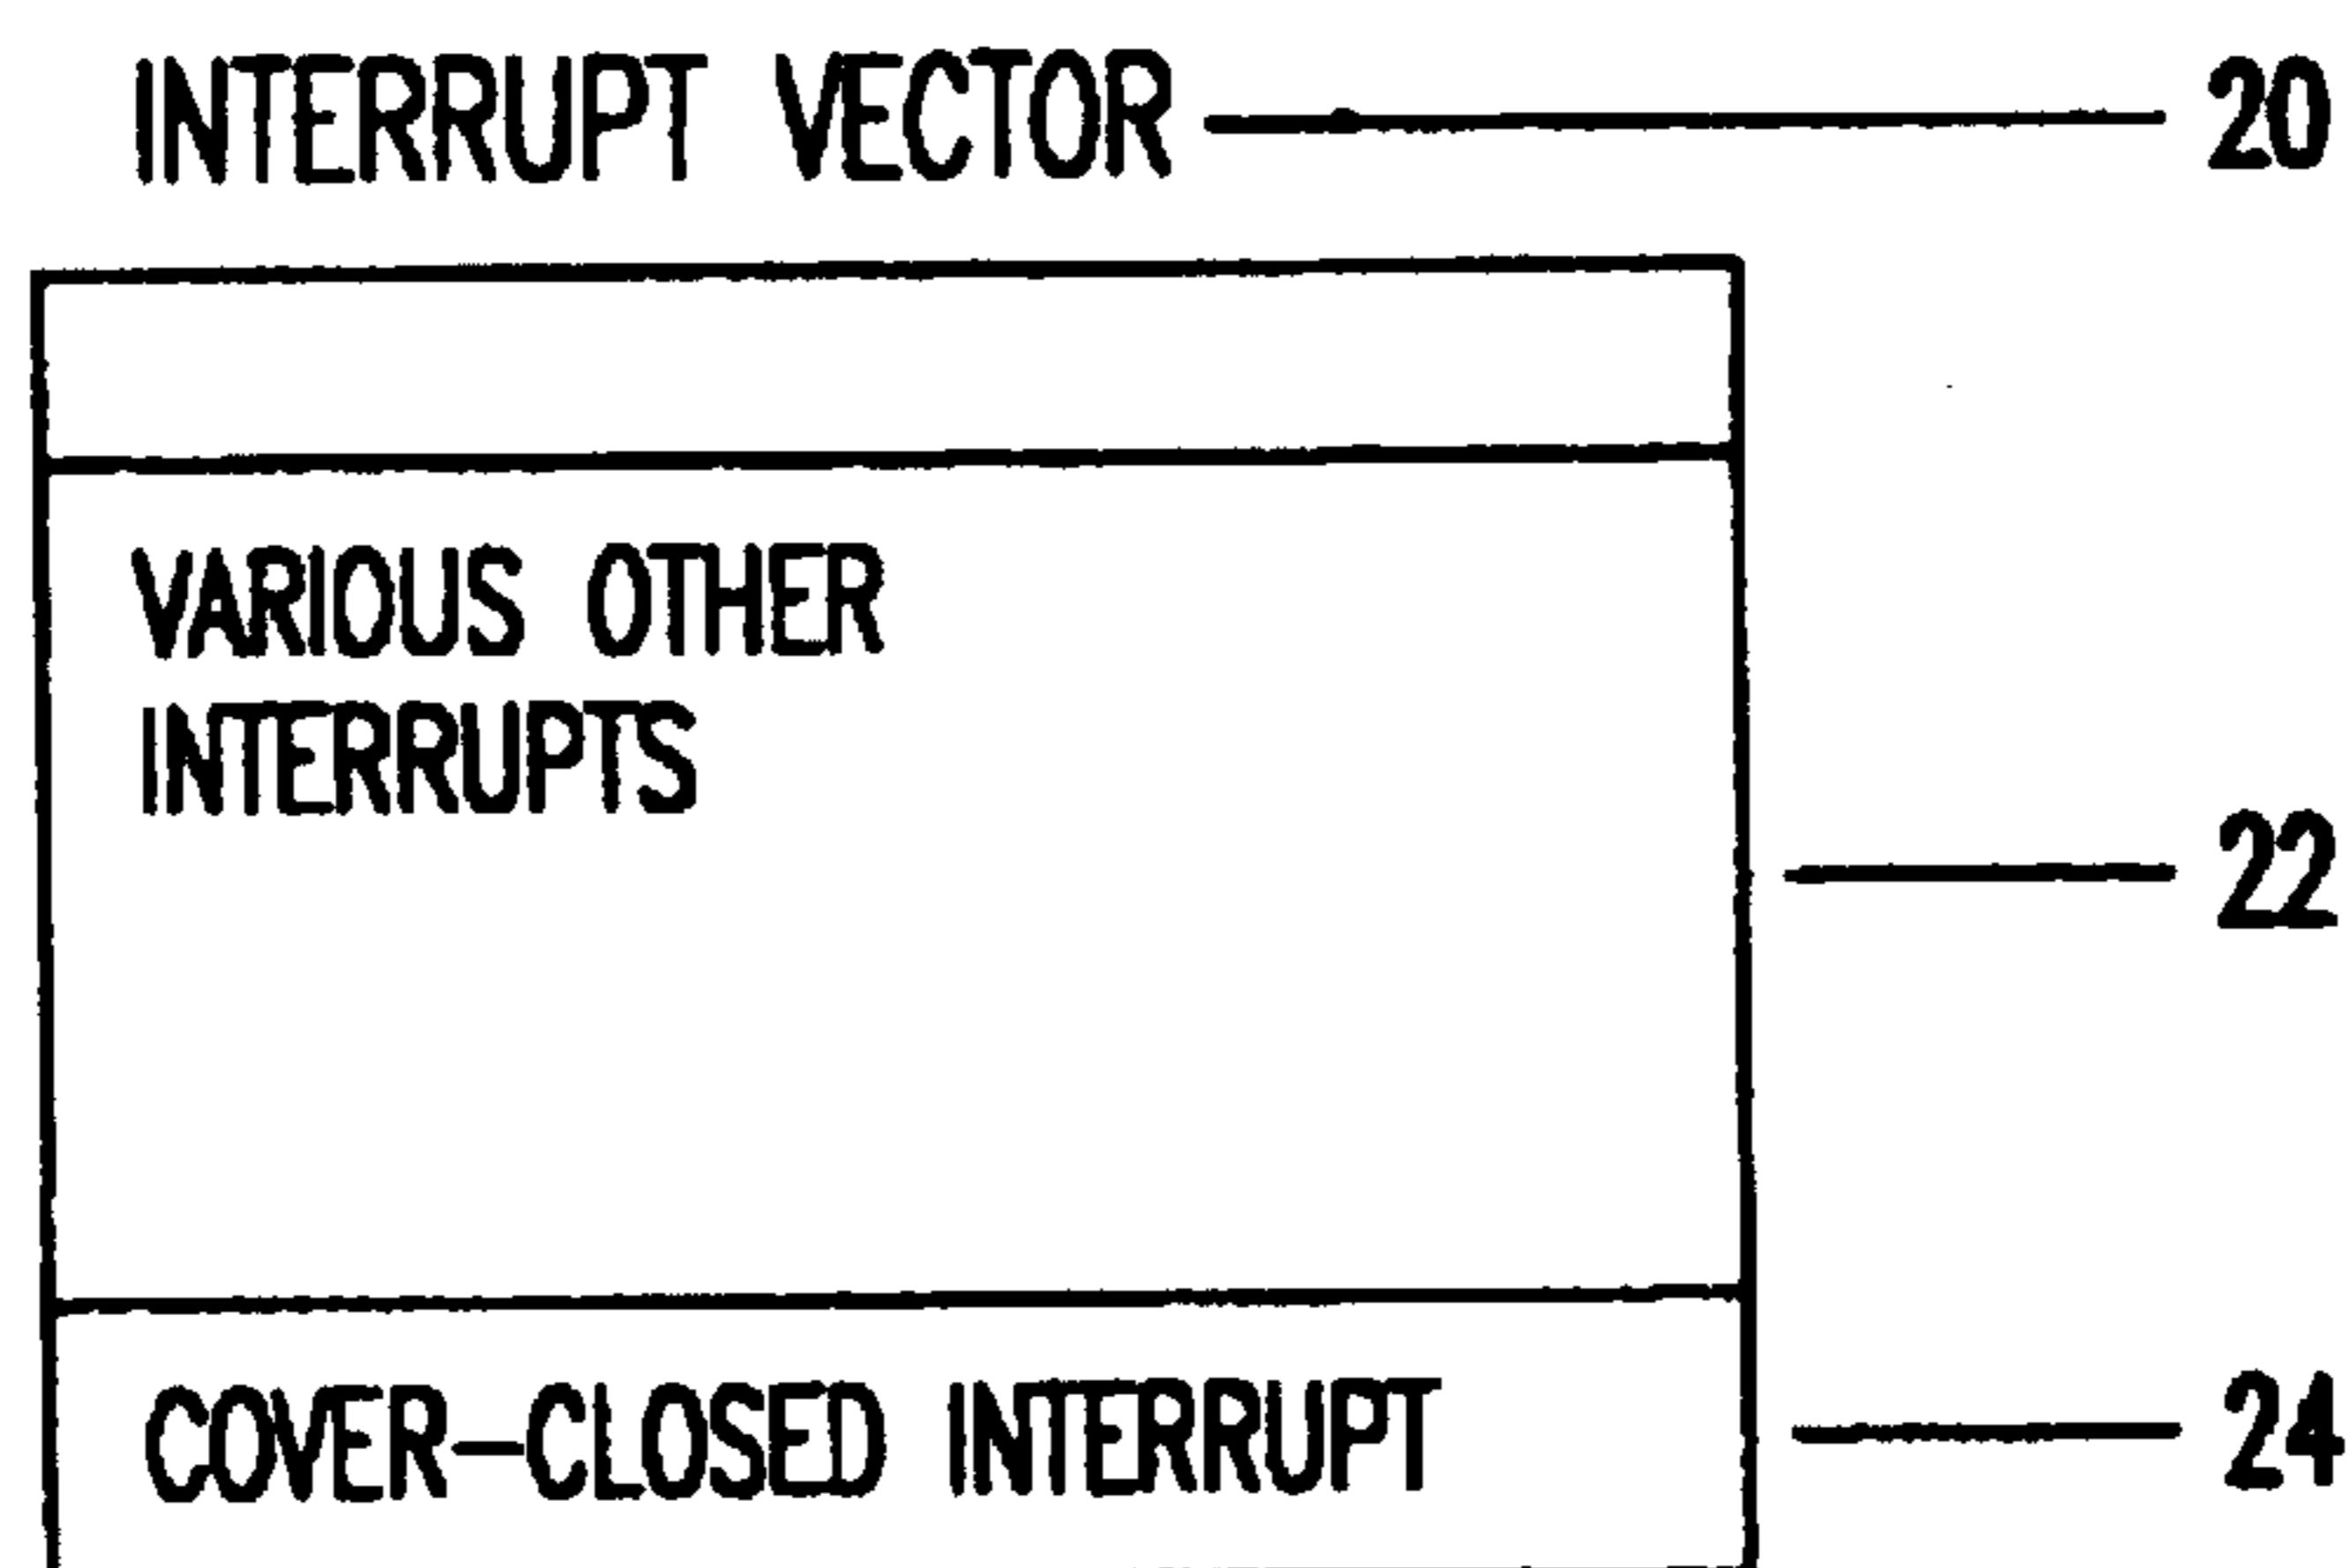 INTERRUPT VECTOR 20
VARIOUS OTHER
INTERRUPTS
22
COVER-CLOSED INTERRUPT 24